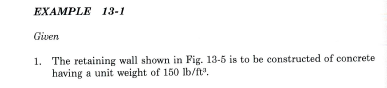 EXAMPLE 13-1
Given
1. The retaining wall shown in Fig. 13-5 is to be constructed of concrete
having a unit weight of 150 lb/ft³.